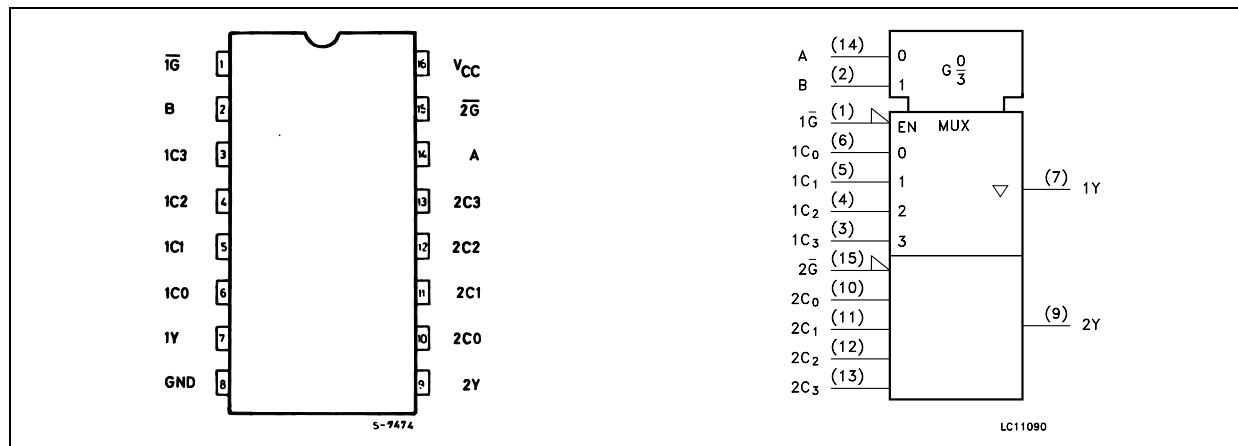 1G̅ 1 16 VCC
B 2 15 2G̅
1C3 3 14 A
1C2 4 13 2C3
1C1 5 12 2C2
1C0 6 11 2C1
1Y 7 10 2C0
GND 8 9 2Y
S-7474
A (14) 0 G 0/3
B (2) 1
1G̅ (1) EN MUX
1C0 (6) 0
1C1 (5) 1
1C2 (4) 2
1C3 (3) 3
(7) 1Y
2G̅ (15)
2C0 (10)
2C1 (11)
2C2 (12)
2C3 (13)
(9) 2Y
LC11090